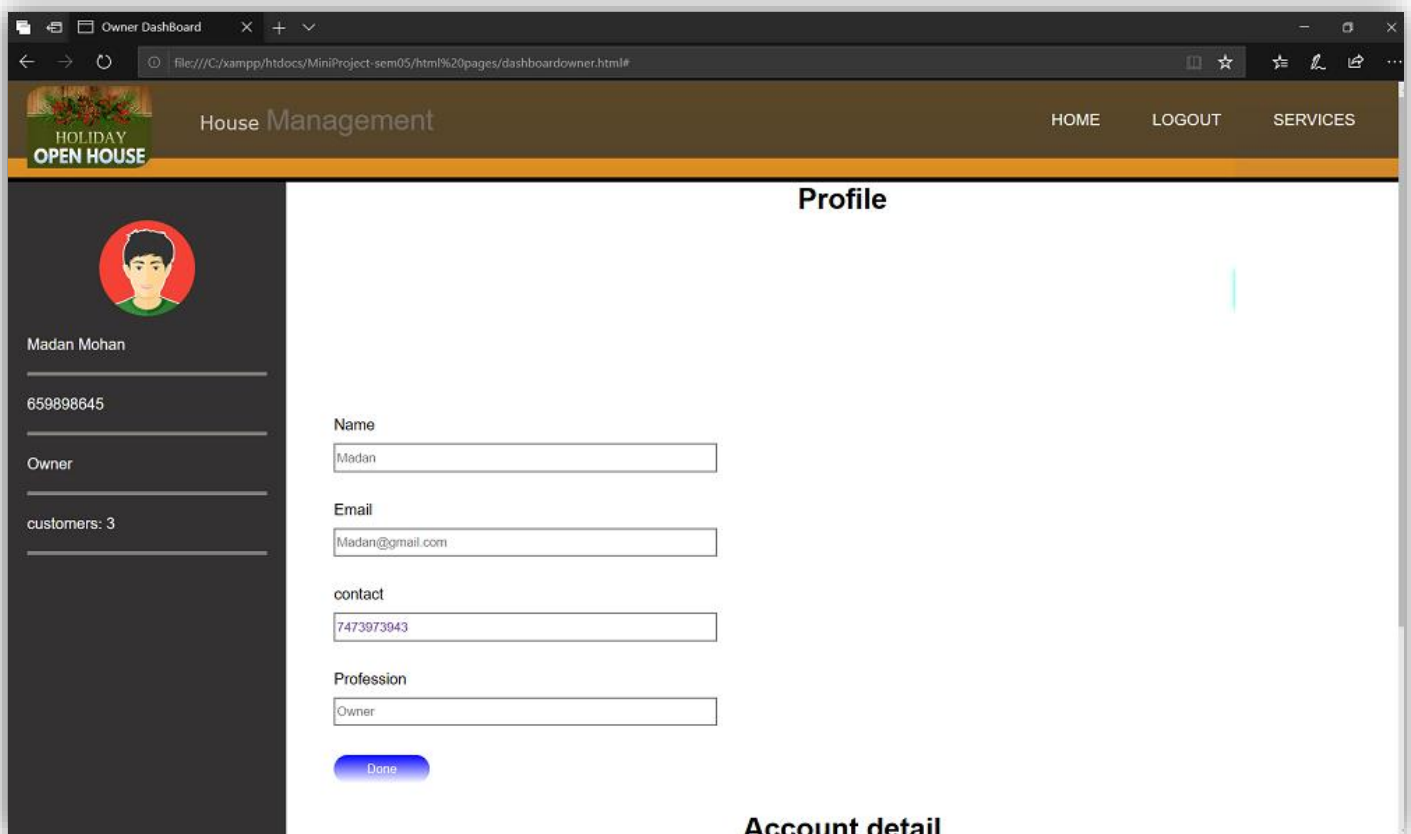 Owner DashBoard
file:///C:/xampp/htdocs/MiniProject-sem05/html%20pages/dashboardowner.html#
HOLIDAY
OPEN HOUSE
House Management
HOME LOGOUT SERVICES
Madan Mohan
659898645
Owner
customers: 3
Profile
Name
Madan
Email
Madan@gmail.com
contact
7473973943
Profession
Owner
Done
Account detail